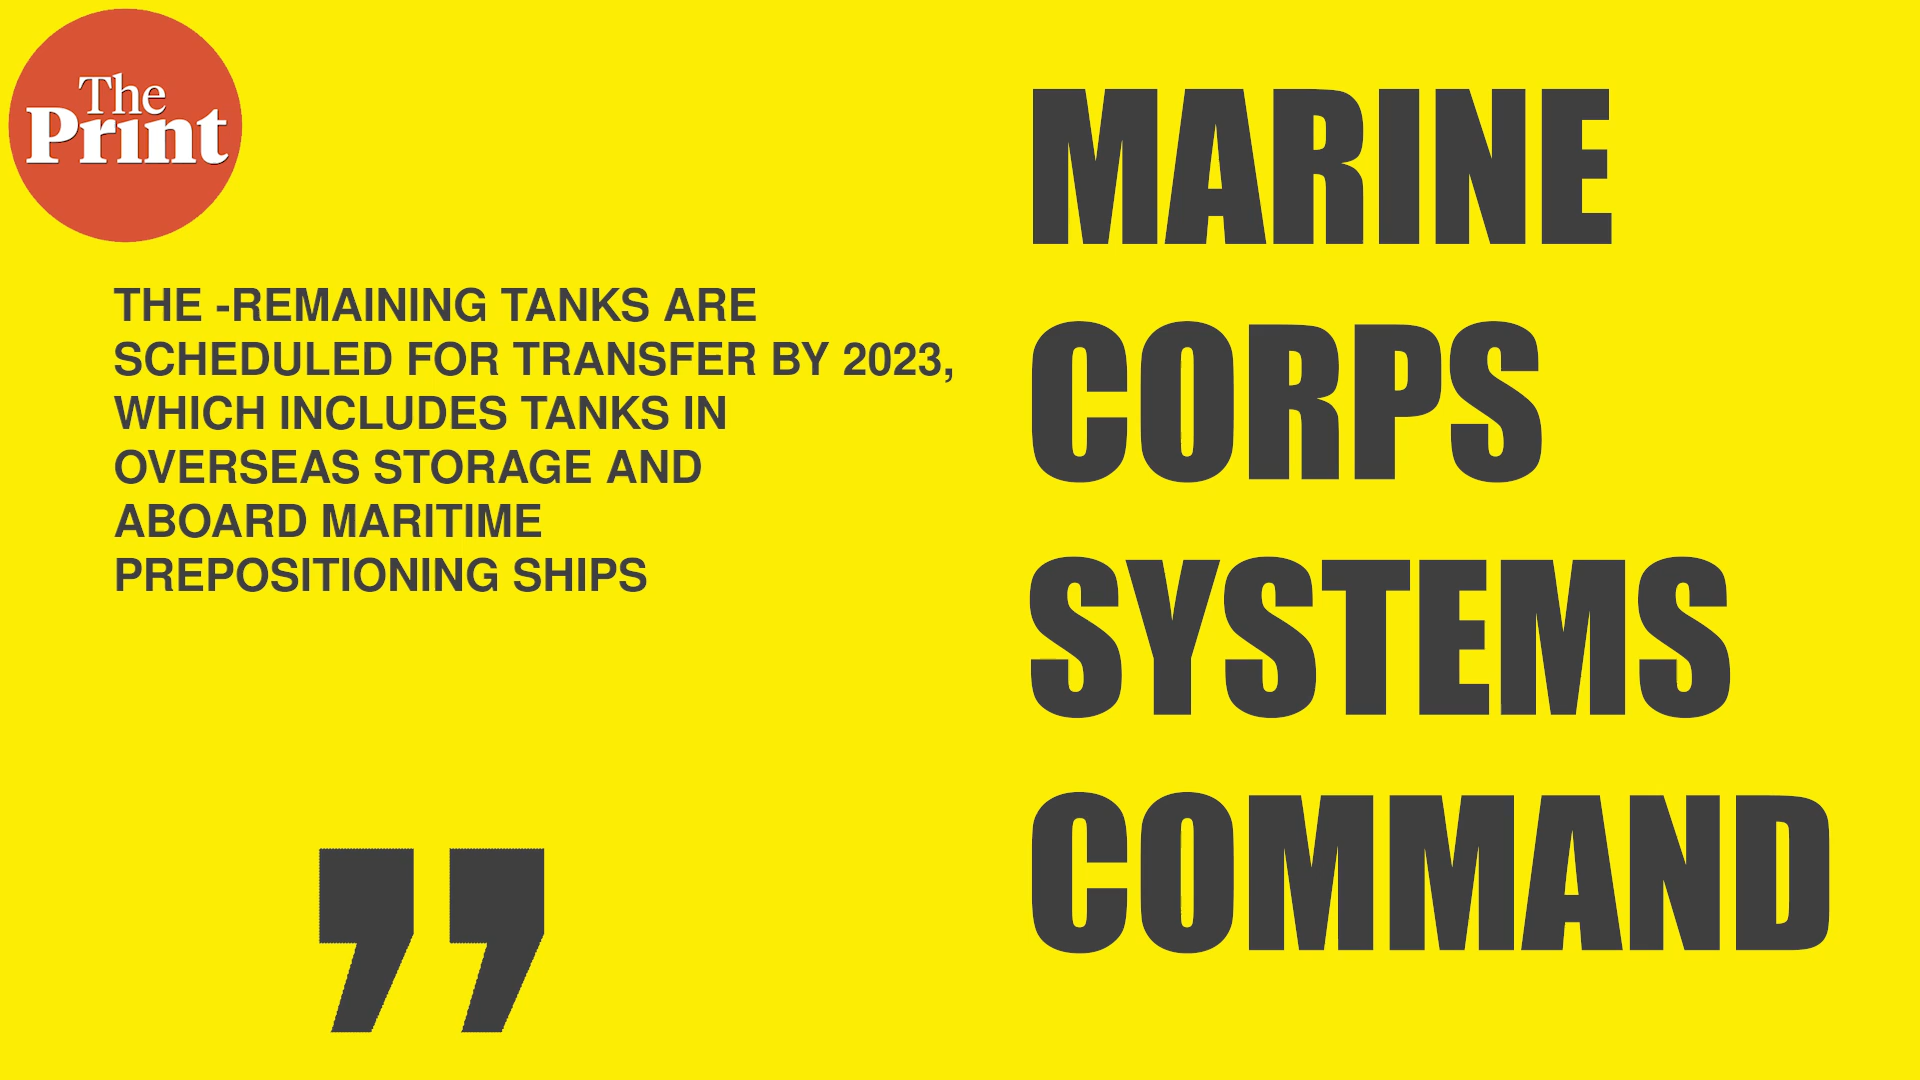 The
Print
THE -REMAINING TANKS ARE
SCHEDULED FOR TRANSFER BY 2023,
WHICH INCLUDES TANKS IN
OVERSEAS STORAGE AND
ABOARD MARITIME
PREPOSITIONING SHIPS
”
MARINE
CORPS
SYSTEMS
COMMAND